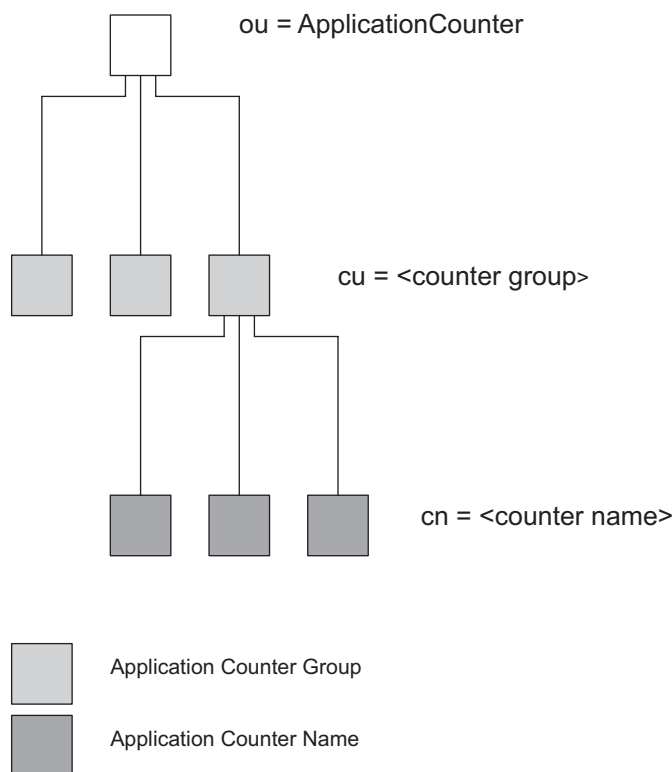 ou = ApplicationCounter
cu = <counter group>
cn = <counter name>
Application Counter Group
Application Counter Name